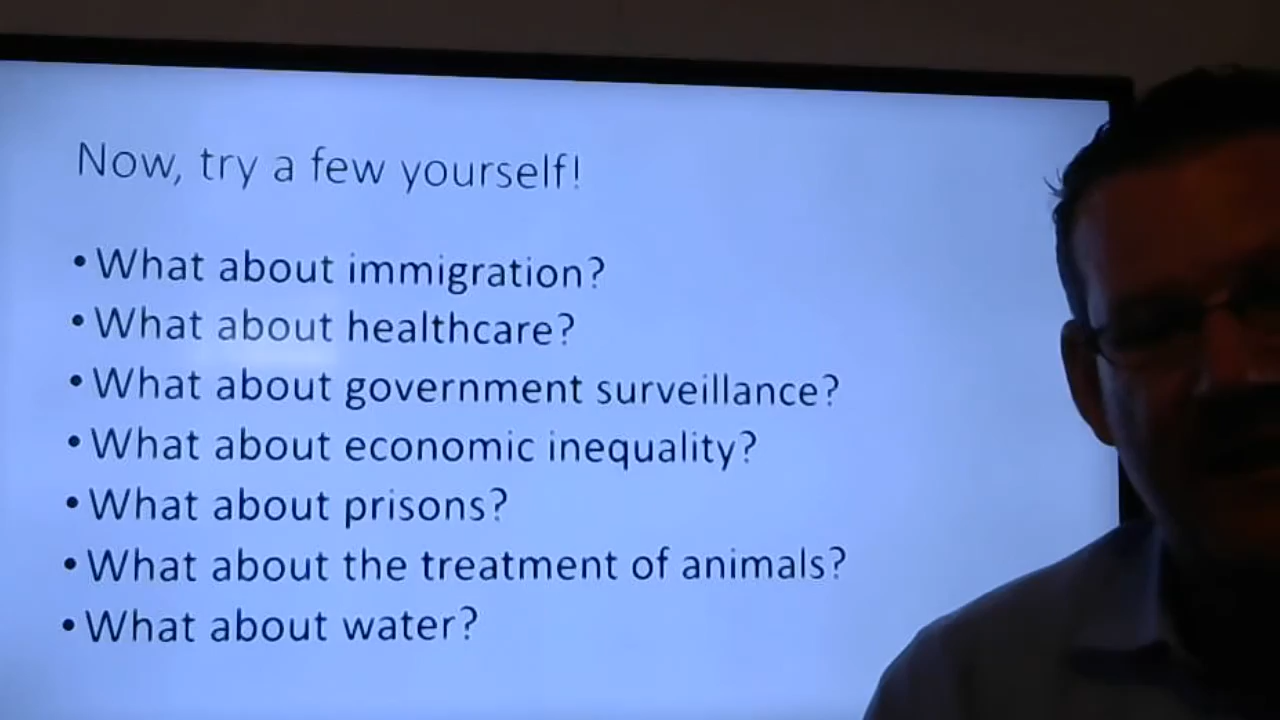 Now, try a few yourself!
• What about immigration?
• What about healthcare?
• What about government surveillance?
• What about economic inequality?
• What about prisons?
• What about the treatment of animals?
• What about water?